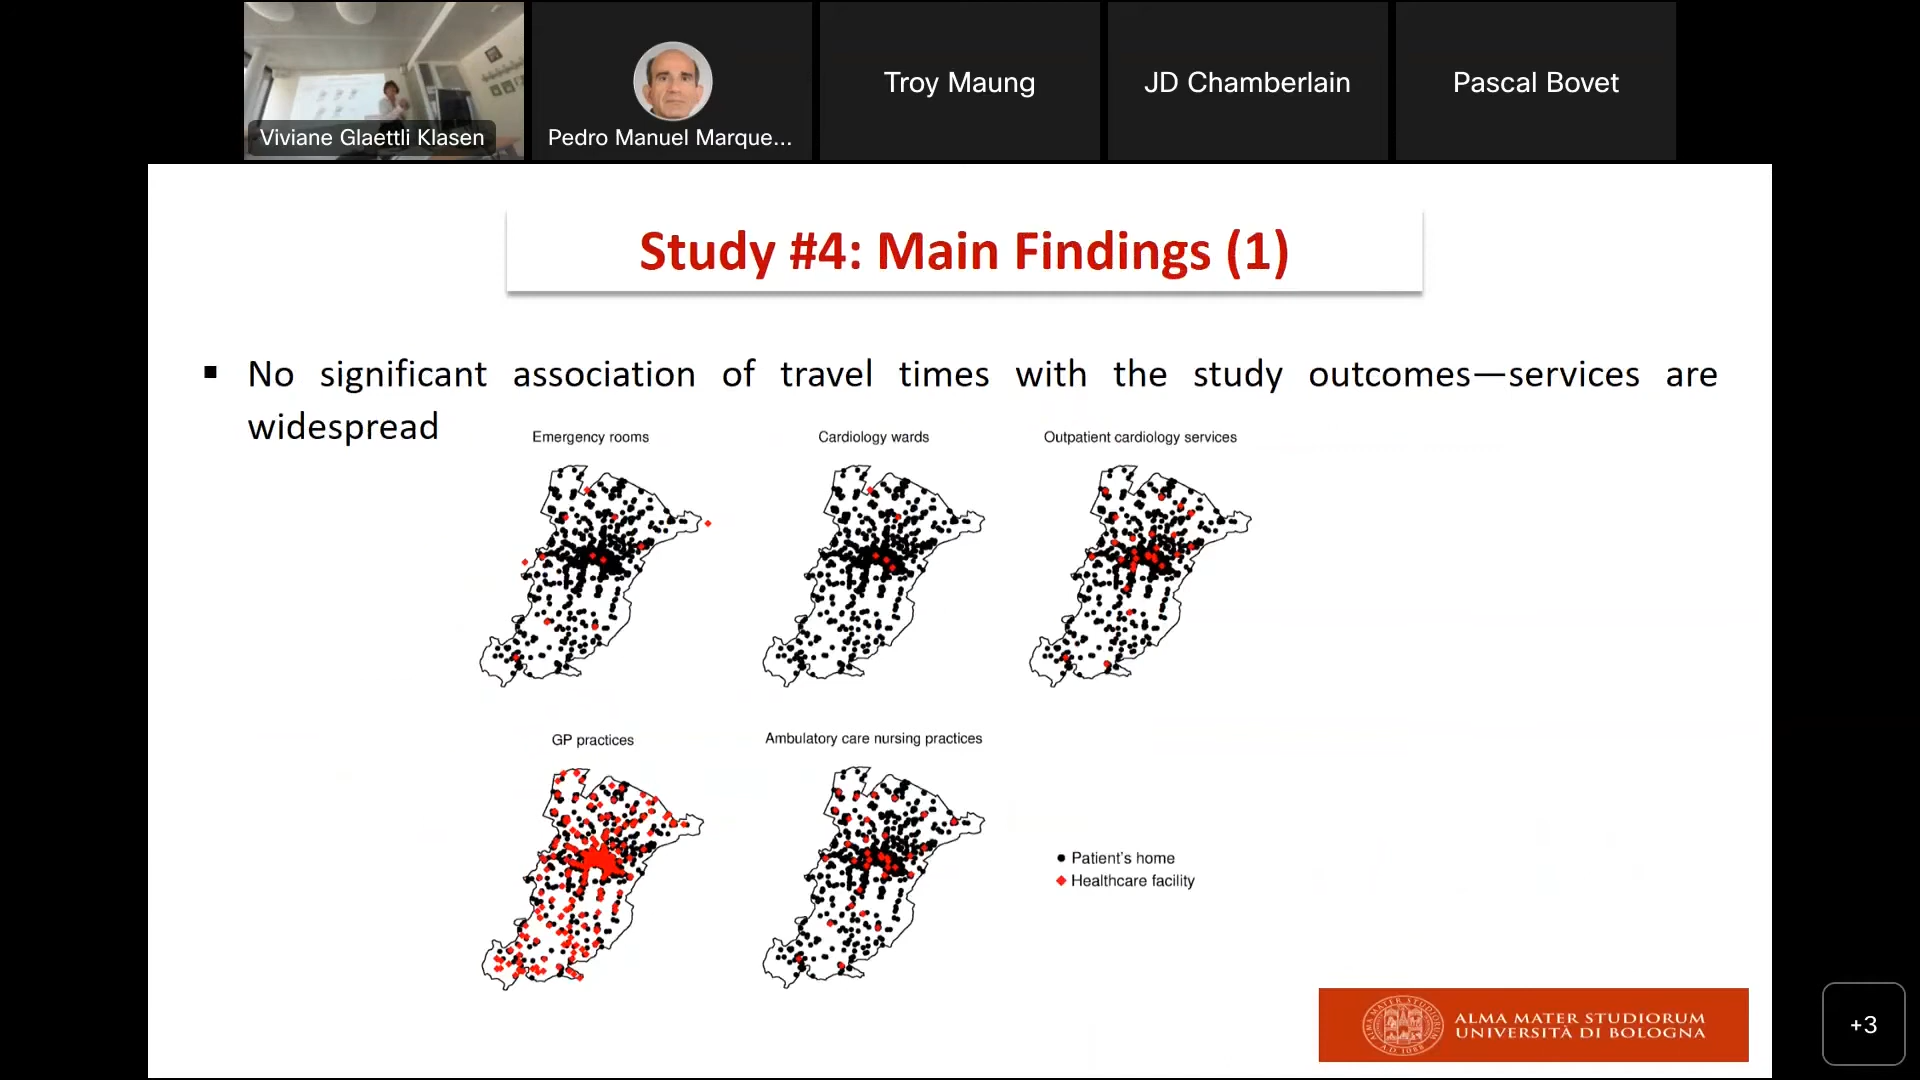 Viviane Glaettli Klasen
Pedro Manuel Marque...
Troy Maung
JD Chamberlain
Pascal Bovet
Study #4: Main Findings (1)
▪ No significant association of travel times with the study outcomes—services are
widespread
Emergency rooms
Cardiology wards
Outpatient cardiology services
GP practices
Ambulatory care nursing practices
Patient's home
Healthcare facility
ALMA MATER STUDIORUM
UNIVERSITÀ DI BOLOGNA
+3